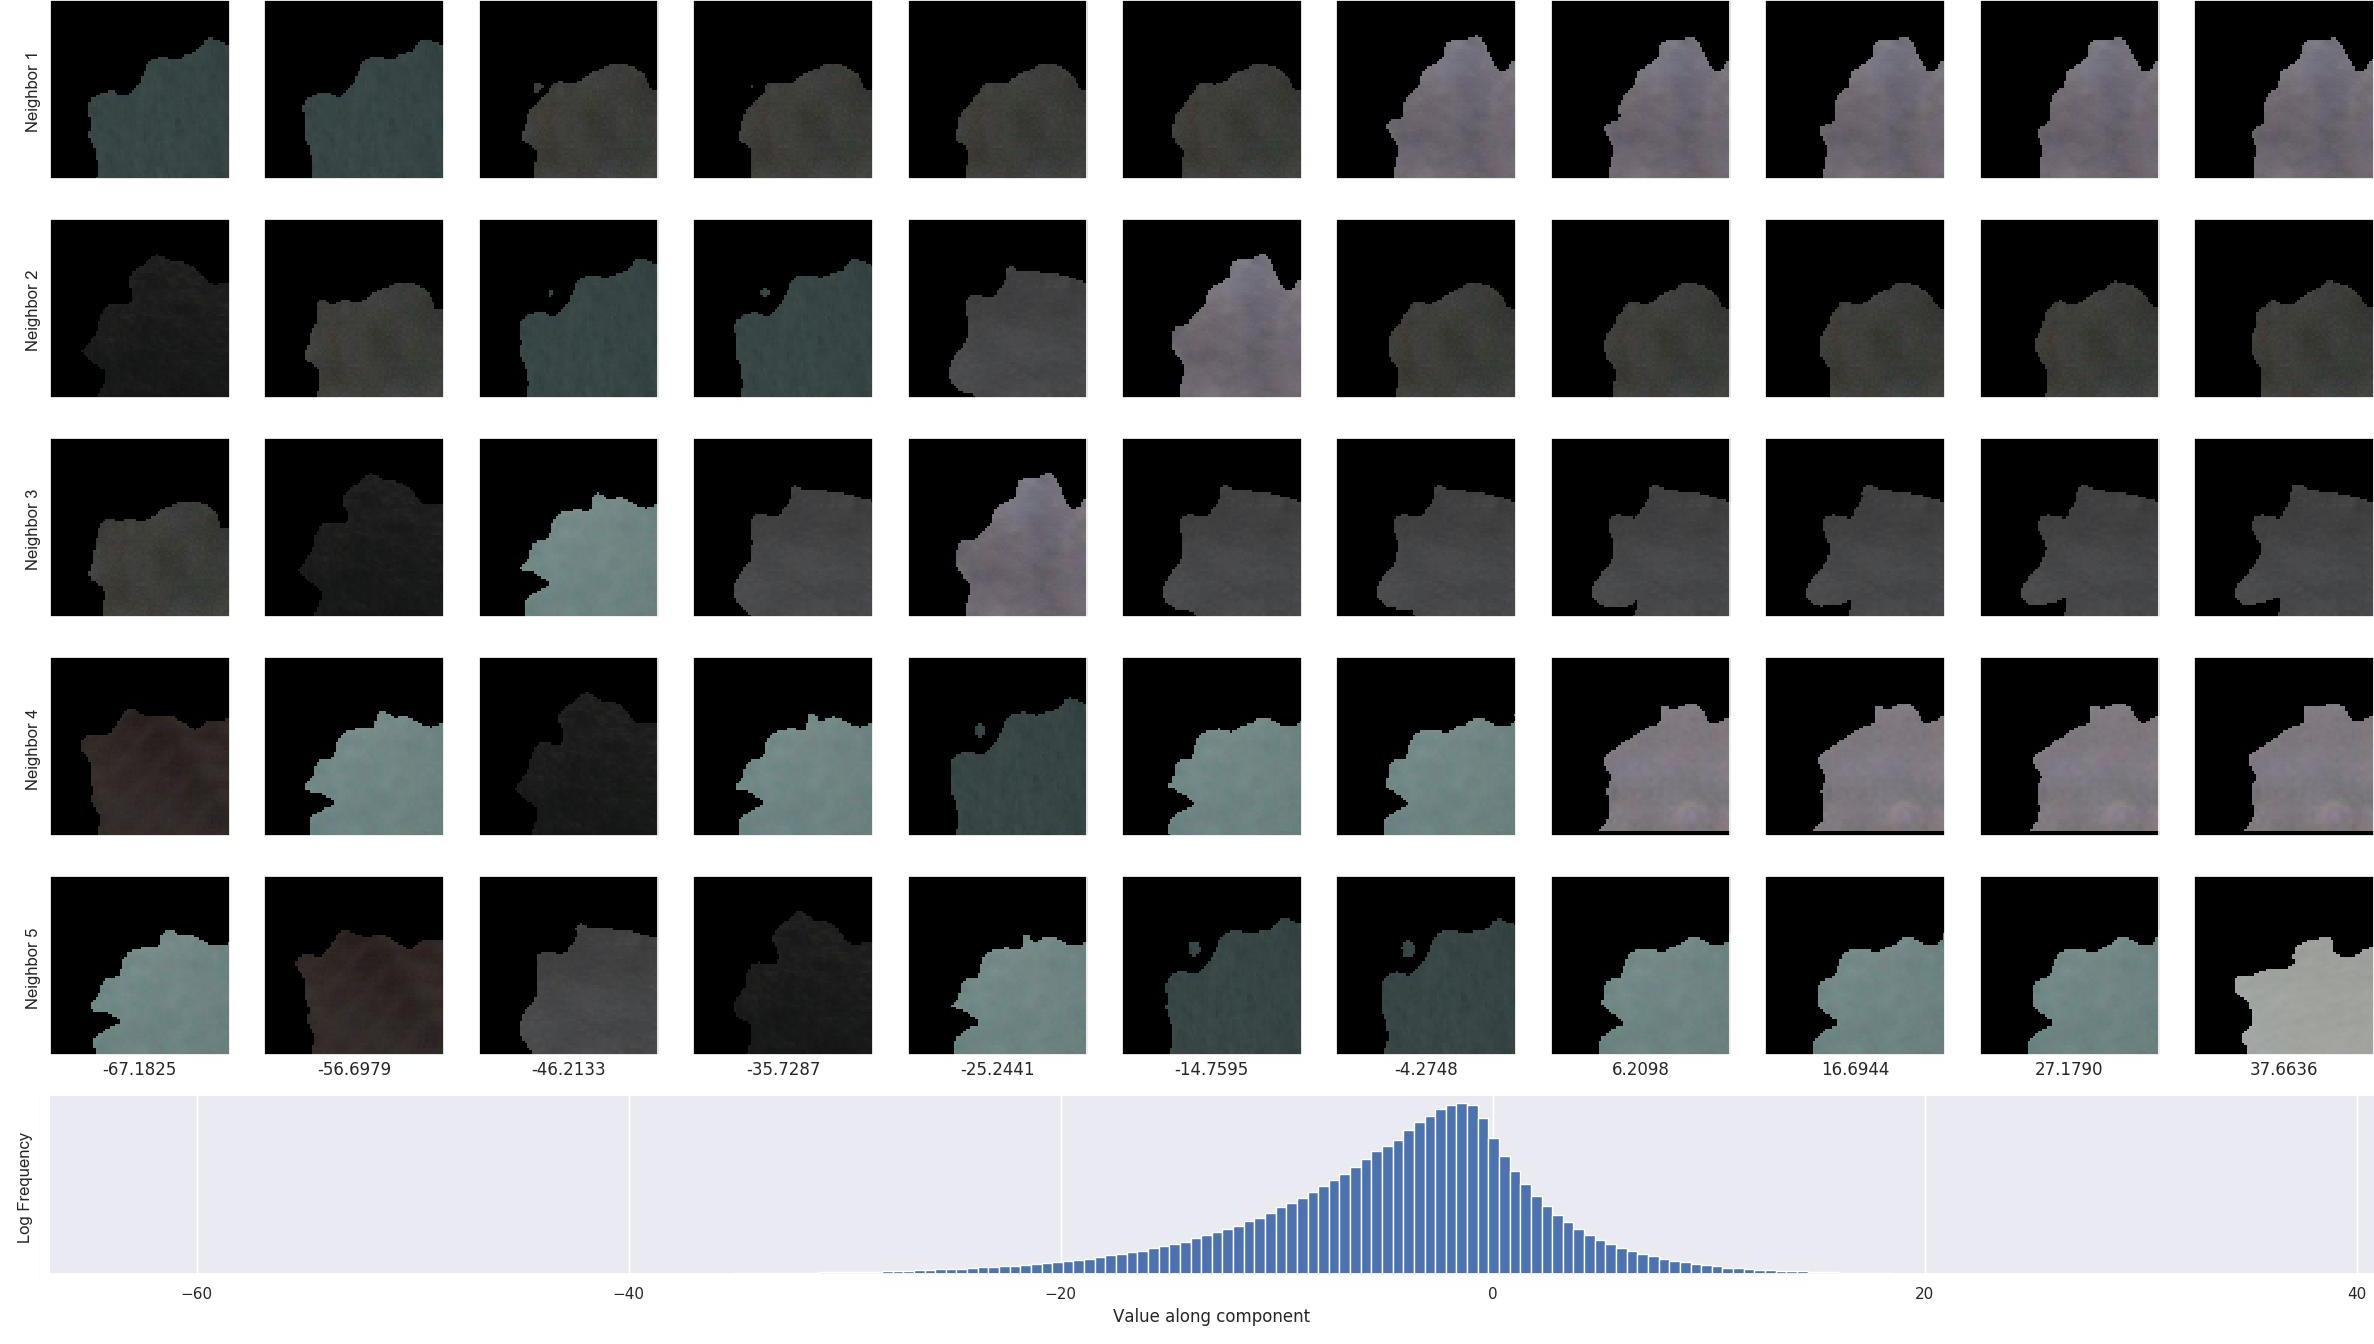 Neighbor 1
Neighbor 2
Neighbor 3
Neighbor 4
Neighbor 5
-67.1825 -56.6979 -46.2133 -35.7287 -25.2441 -14.7595 -4.2748 6.2098 16.6944 27.1790 37.6636
Log Frequency
−60 −40 −20 0 20 40
Value along component